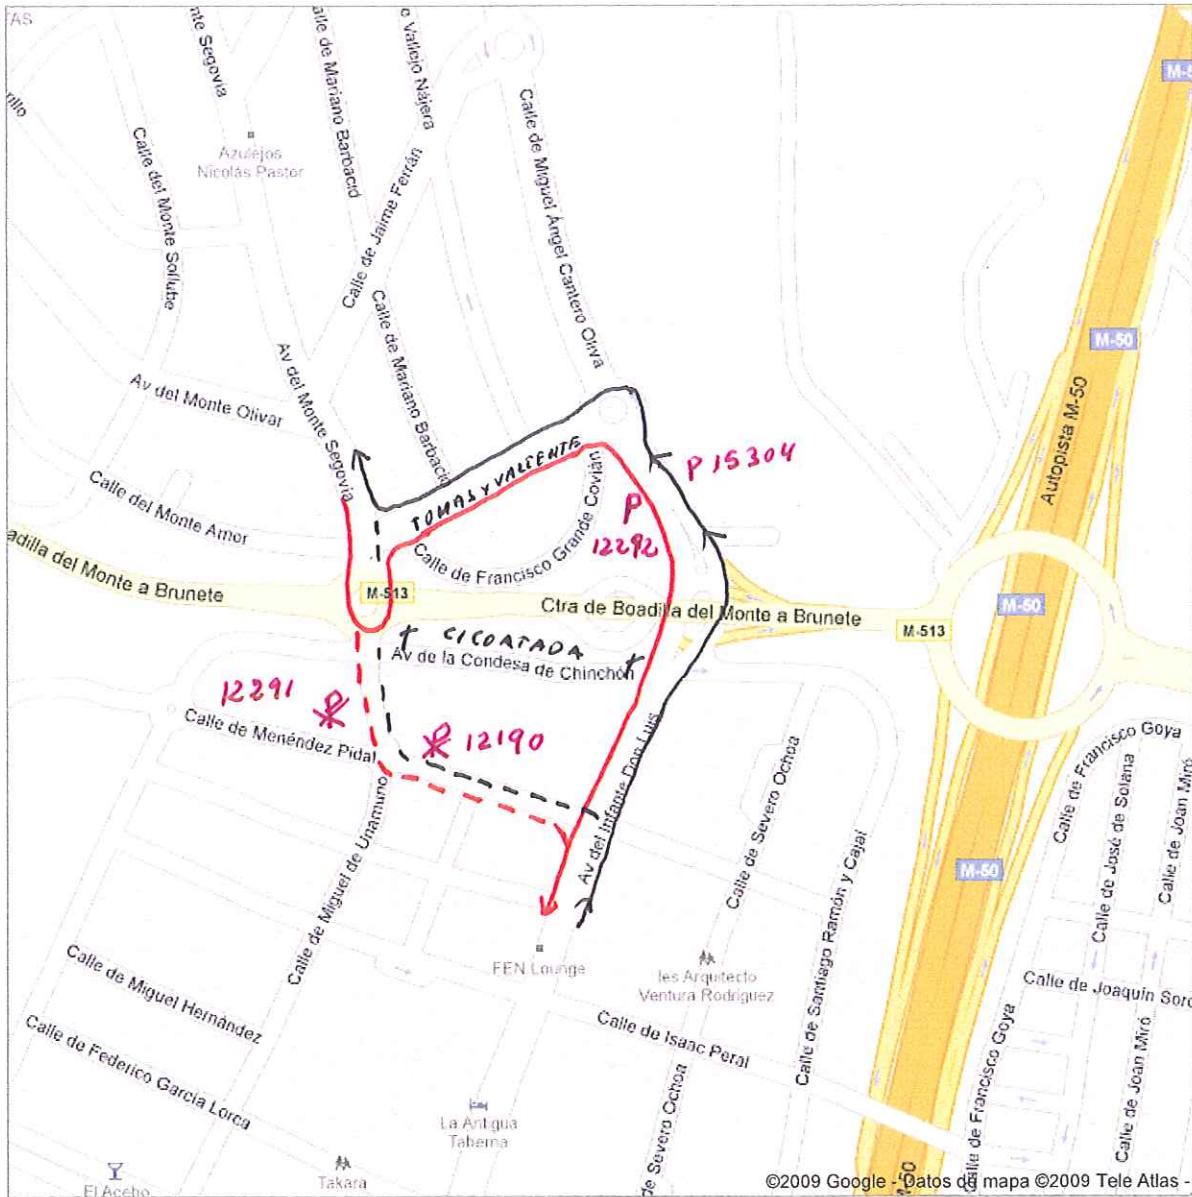 TAS
nte Segovia
alle de Mariano Barbacid
e Vallejo Nájera
M-5
rillo
Azulejos
Nicolás Pastor
Calle del Monte Sollube
Calle de Jaime Ferrán
Calle de Miguel Ángel Cantero Oliva
Calle de Mariano Barbacid
M-50
Av del Monte Olivar
Av del Monte Segovia
Autopista M-50
TOMAS Y VALIENTE
P 15304
Calle del Monte Amor
P
12292
Calle de Francisco Grande Covián
adilla del Monte a Brunete
M-513
Ctra de Boadilla del Monte a Brunete
M-50
M-513
Av de la Condesa de Chinchón
12291
P
Calle de Menéndez Pidal
P 12190
Av del Infante Don Luis
Calle de Severo Ochoa
Calle de Francisco Goya
Calle de José de Solana
Calle de Joan Miró
Calle de Miguel de Unamuno
Calle de Santiago Ramón y Cajal
M-50
FEN Lounge
Ies Arquitecto
Ventura Rodríguez
Calle de Miguel Hernández
Calle de Joaquín Soro
Calle de Isaac Peral
Calle de Federico García Lorca
Calle de Francisco Goya
Calle de Joan Miró
La Antigua
Taberna
de Severo Ochoa
El Acebo
Takara
M-50
©2009 Google - Datos de mapa ©2009 Tele Atlas -